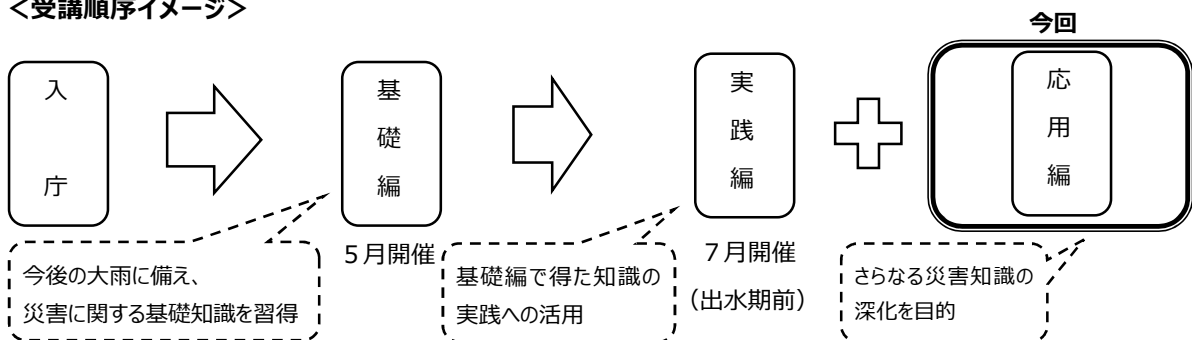 ＜受講順序イメージ＞
今回
入庁
基礎編
実践編
応用編
5月開催
7月開催
（出水期前）
今後の大雨に備え、
災害に関する基礎知識を習得
基礎編で得た知識の
実践への活用
さらなる災害知識の
深化を目的